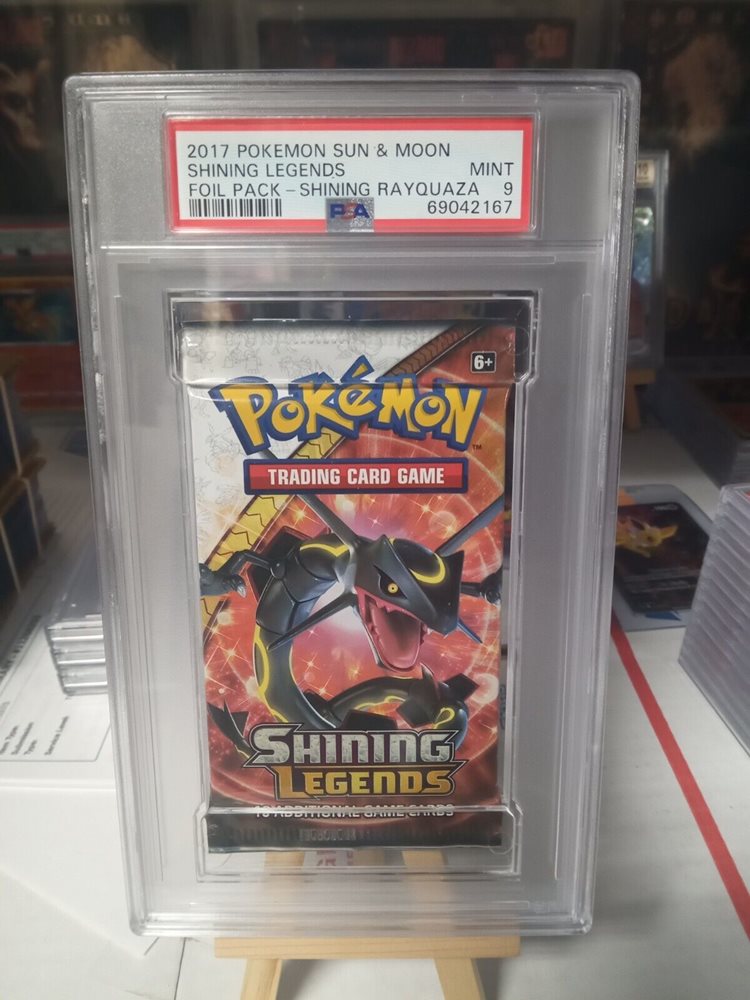 2017 POKEMON SUN & MOON
SHINING LEGENDS MINT
FOIL PACK – SHINING RAYQUAZA 9
PSA 69042167
6+
POKéMON™
TRADING CARD GAME
SHINING
LEGENDS
10 ADDITIONAL GAME CARDS